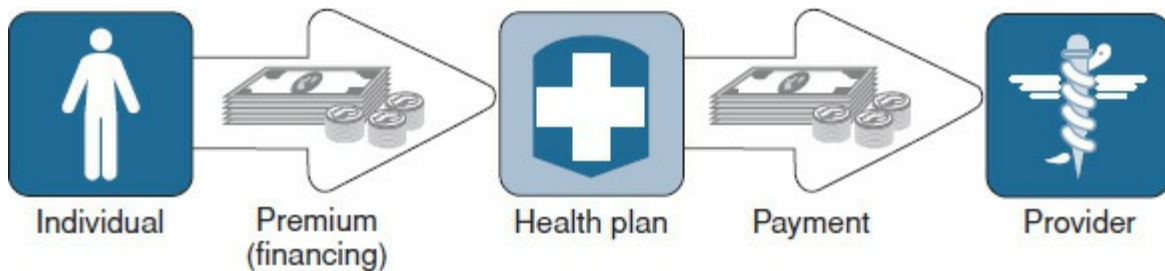 Individual
Premium
(financing)
Health plan
Payment
Provider